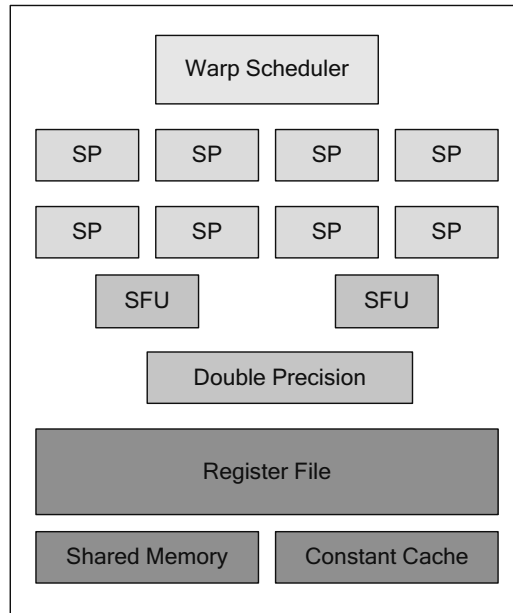 Warp Scheduler
SP SP SP SP
SP SP SP SP
SFU SFU
Double Precision
Register File
Shared Memory Constant Cache